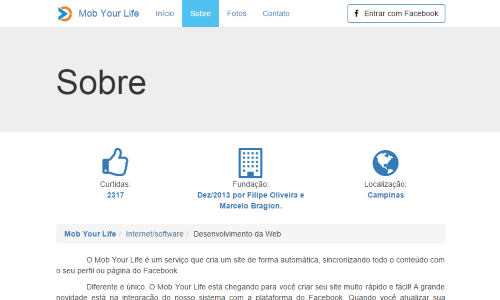 Mob Your Life
Início
Sobre
Fotos
Contato
Entrar com Facebook
Sobre
Curtidas:
2317
Fundação:
Dez/2013 por Filipe Oliveira e
Marcelo Bragion.
Localização:
Campinas
Mob Your Life / Internet/software / Desenvolvimento da Web
O Mob Your Life é um serviço que cria um site de forma automática, sincronizando todo o conteúdo com
o seu perfil ou página do Facebook.
Diferente e único. O Mob Your Life está chegando para você criar seu site muito rápido e fácil! A grande
novidade está na integração do nosso sistema com a plataforma do Facebook. Quando você atualizar sua